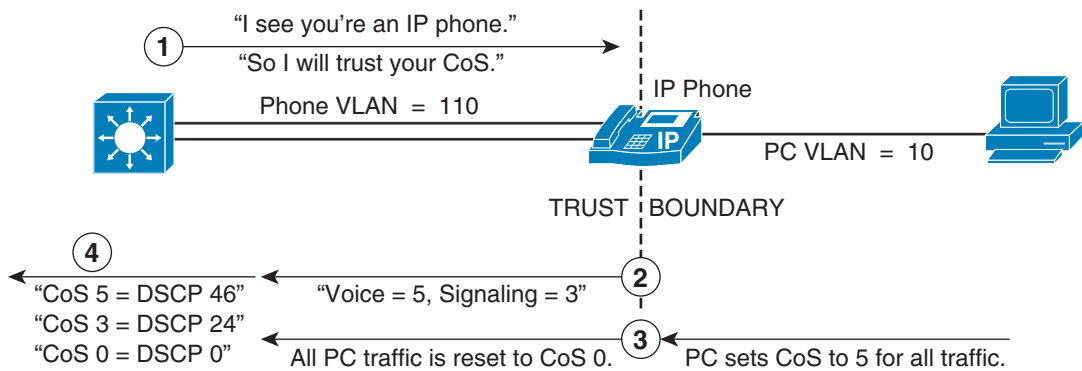 1
“I see you’re an IP phone.”
“So I will trust your CoS.”
IP Phone
Phone VLAN = 110
IP
PC VLAN = 10
TRUST BOUNDARY
4
2
“CoS 5 = DSCP 46”
“Voice = 5, Signaling = 3”
“CoS 3 = DSCP 24”
3
“CoS 0 = DSCP 0”
All PC traffic is reset to CoS 0.
PC sets CoS to 5 for all traffic.